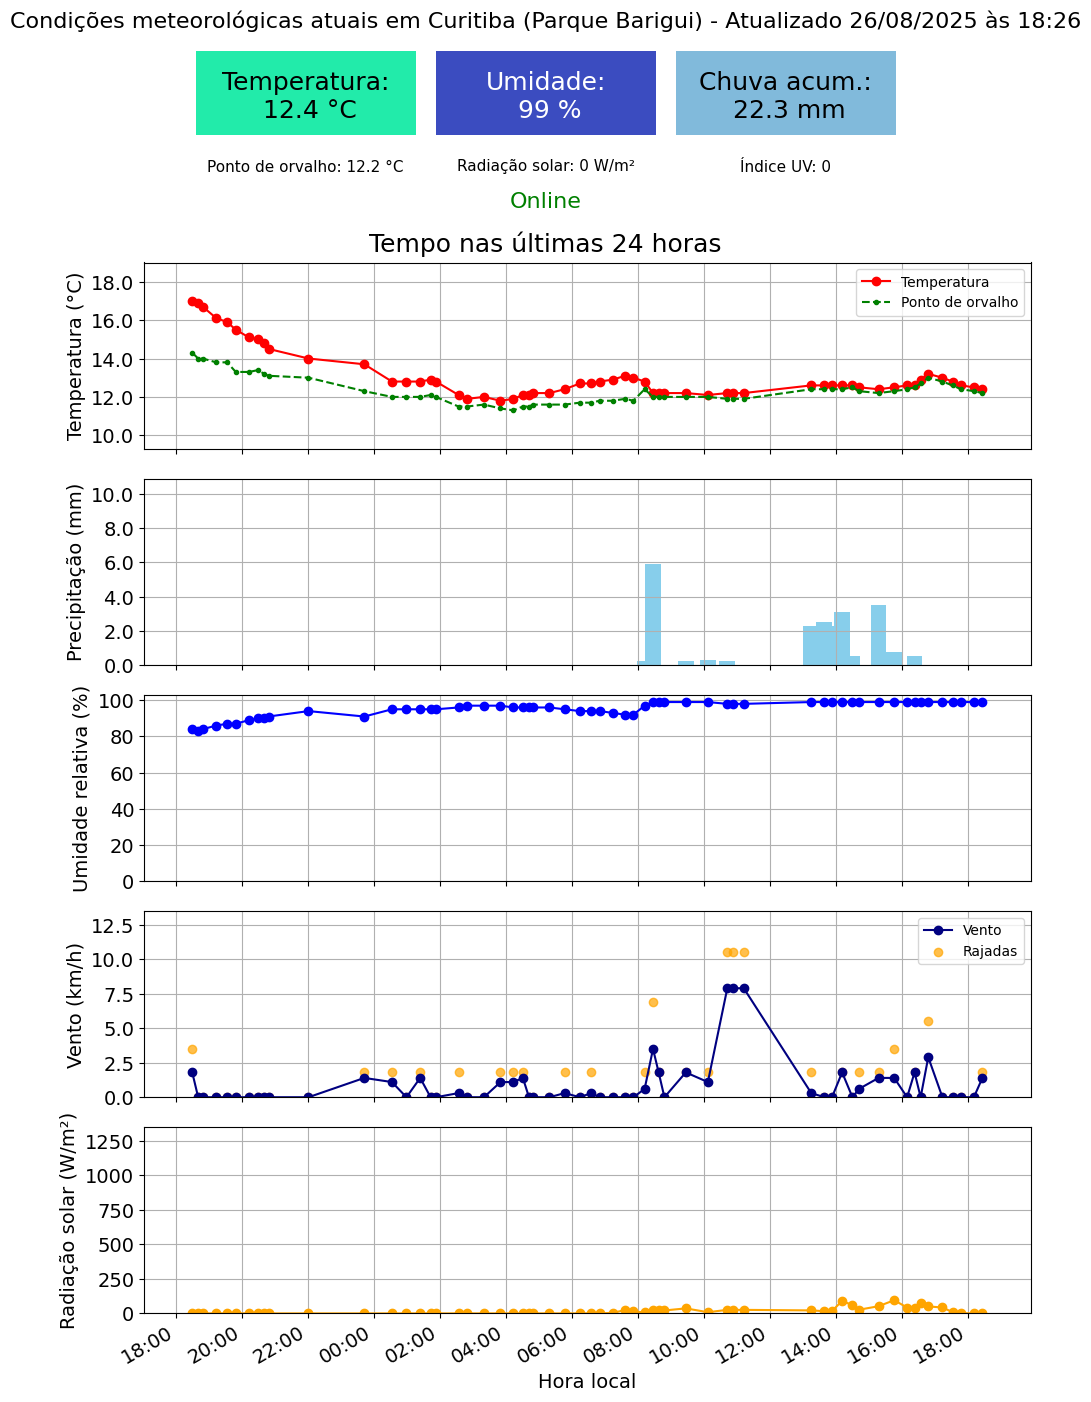 Condições meteorológicas atuais em Curitiba (Parque Barigui) - Atualizado 26/08/2025 às 18:26
Temperatura:
12.4 °C
Umidade:
99 %
Chuva acum.:
22.3 mm
Ponto de orvalho: 12.2 °C
Radiação solar: 0 W/m²
Índice UV: 0
Online
Tempo nas últimas 24 horas
Temperatura (°C)
18.0
16.0
14.0
12.0
10.0
Temperatura
Ponto de orvalho
Precipitação (mm)
10.0
8.0
6.0
4.0
2.0
0.0
Umidade relativa (%)
100
80
60
40
20
0
Vento (km/h)
12.5
10.0
7.5
5.0
2.5
0.0
Vento
Rajadas
Radiação solar (W/m²)
1250
1000
750
500
250
0
18:00
20:00
22:00
00:00
02:00
04:00
06:00
08:00
10:00
12:00
14:00
16:00
18:00
Hora local